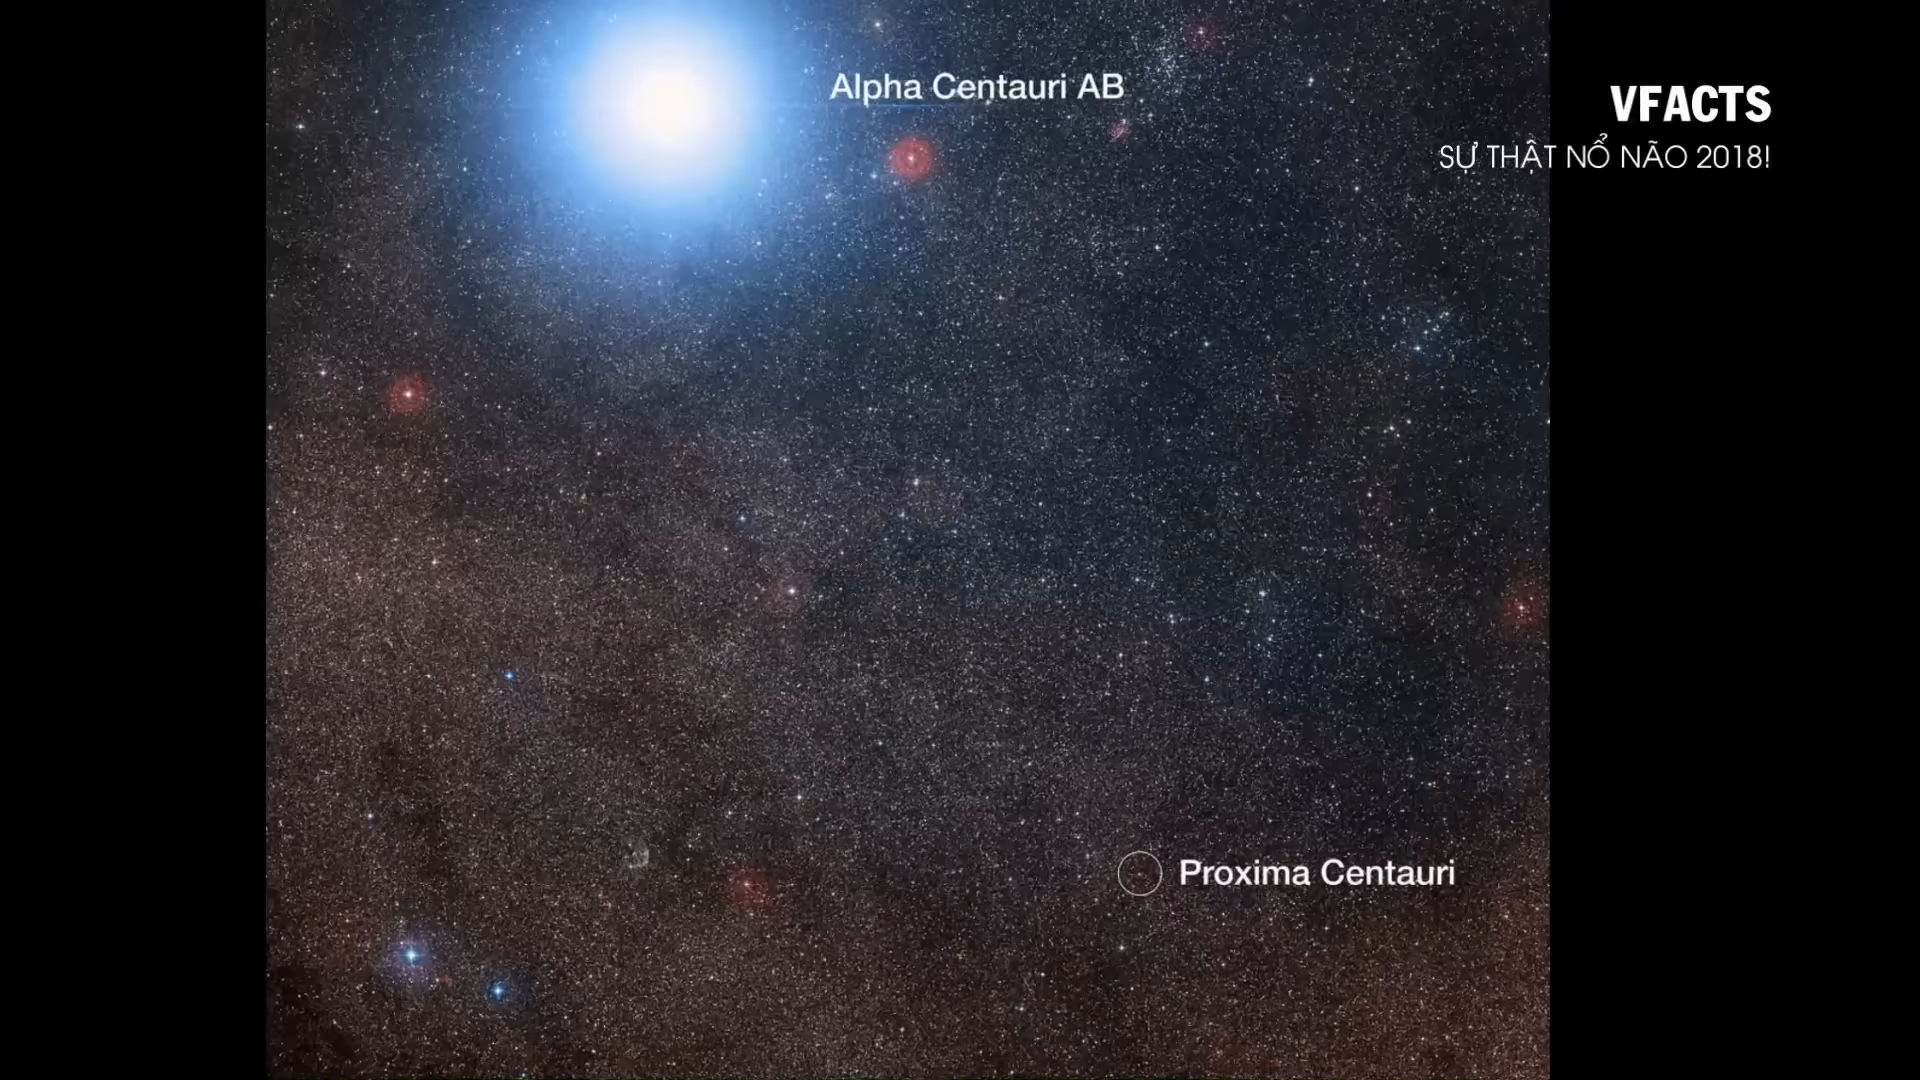 Alpha Centauri AB
VFACTS
SỰ THẬT NỔ NÃO 2018!
Proxima Centauri